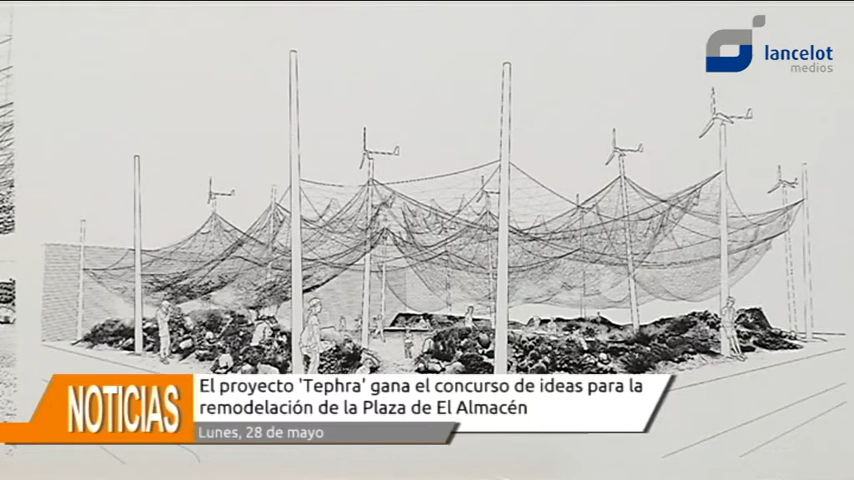 lancelot
medios
NOTICIAS
El proyecto 'Tephra' gana el concurso de ideas para la
remodelación de la Plaza de El Almacén
Lunes, 28 de mayo